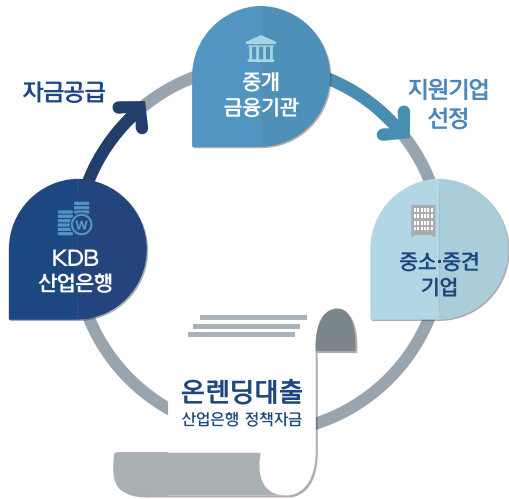 중개
금융기관
자금공급
지원기업
선정
₩
KDB
산업은행
중소·중견
기업
온렌딩대출
산업은행 정책자금